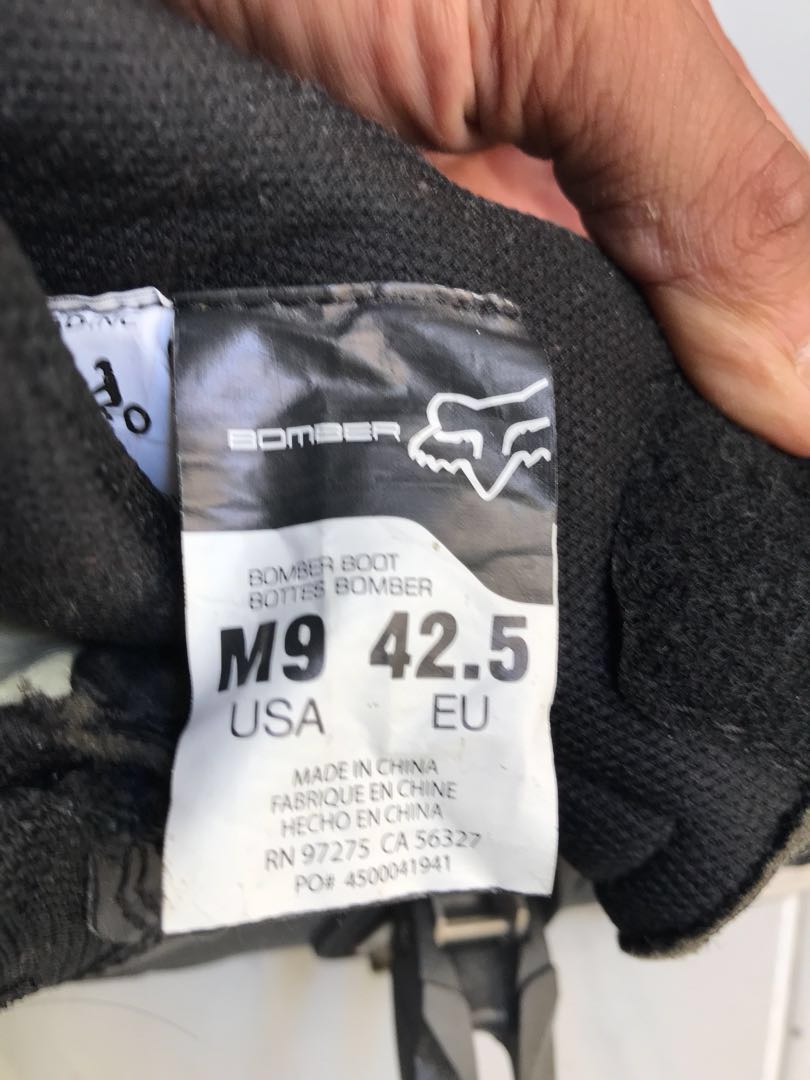 BOMBER
BOMBER BOOT
BOTTES BOMBER
M9 42.5
USA EU
MADE IN CHINA
FABRIQUE EN CHINE
HECHO EN CHINA
RN 97275 CA 56327
PO# 4500041941